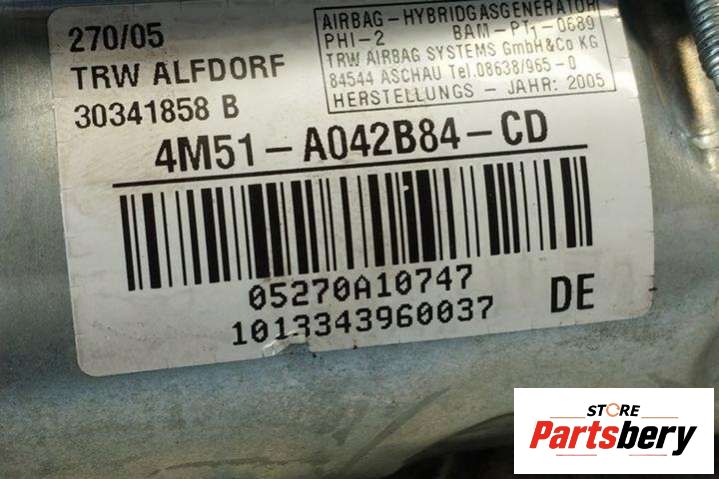 270/05
TRW ALFDORF
30341858 B
AIRBAG-HYBRIDGASGENERATOR
PHI-2 BAM-PT1-0689
TRW AIRBAG SYSTEMS GmbH&Co KG
84544 ASCHAU Tel.08638/965-0
HERSTELLUNGS - JAHR: 2005
4M51-A042B84-CD
05270A10747
1013343960037
DE
STORE
Partsbery